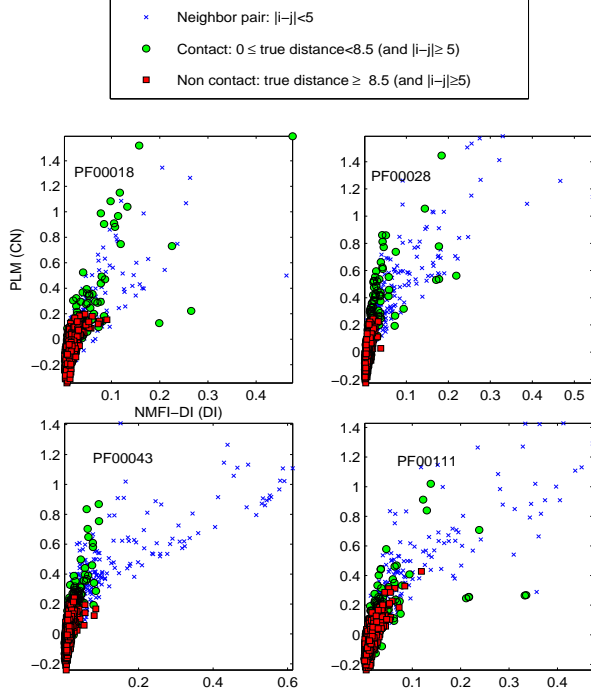 Neighbor pair: |i−j|<5
Contact: 0 ≤ true distance<8.5 (and |i−j|≥ 5)
Non contact: true distance ≥ 8.5 (and |i−j|≥5)
PF00018
1.4
1.2
1
0.8
0.6
0.4
0.2
0
−0.2
PLM (CN)
0.1 0.2 0.3 0.4
NMFI−DI (DI)
PF00028
1.4
1.2
1
0.8
0.6
0.4
0.2
0
−0.2
0.1 0.2 0.3 0.4 0.5
PF00043
1.4
1.2
1
0.8
0.6
0.4
0.2
0
−0.2
0.2 0.4 0.6
PF00111
1.4
1.2
1
0.8
0.6
0.4
0.2
0
−0.2
0.1 0.2 0.3 0.4